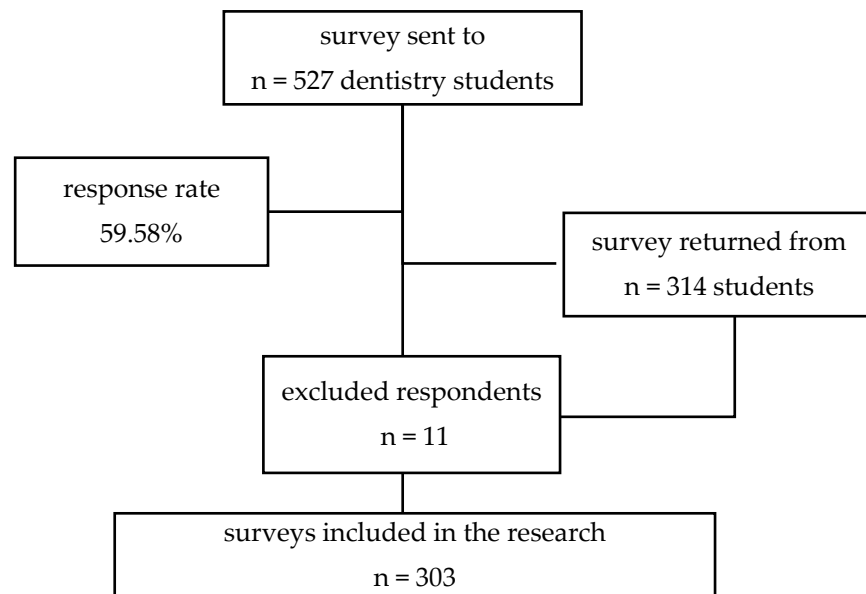 survey sent to
n = 527 dentistry students
response rate
59.58%
survey returned from
n = 314 students
excluded respondents
n = 11
surveys included in the research
n = 303